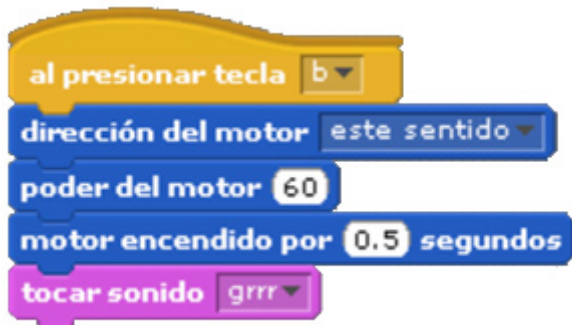 al presionar tecla b
dirección del motor este sentido
poder del motor 60
motor encendido por 0.5 segundos
tocar sonido grrr